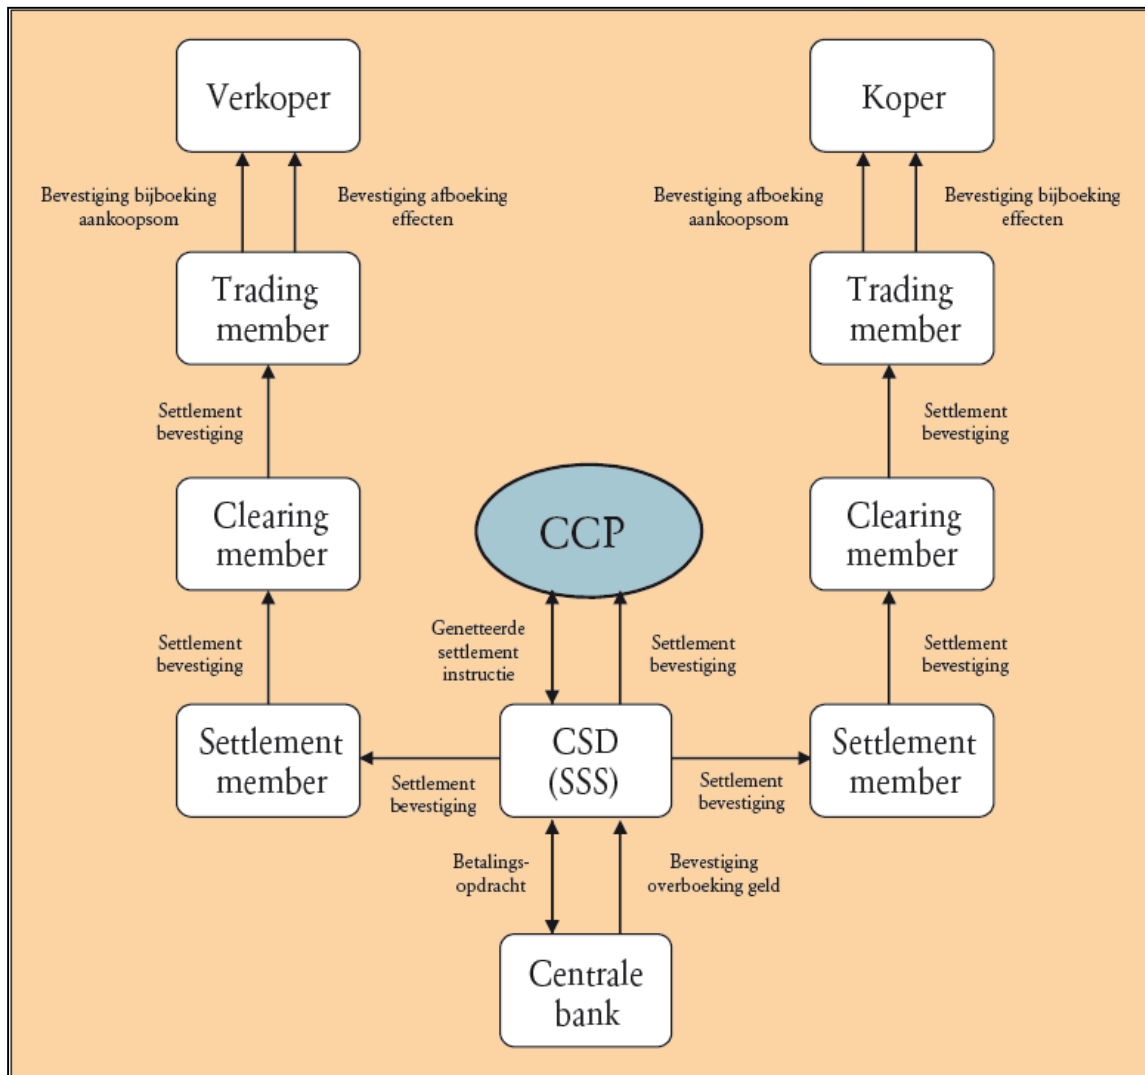 Verkoper
Koper
Bevestiging bijboeking
aankoopsom
Bevestiging afboeking
effecten
Bevestiging afboeking
aankoopsom
Bevestiging bijboeking
effecten
Trading
member
Trading
member
Settlement
bevestiging
Settlement
bevestiging
Clearing
member
CCP
Clearing
member
Settlement
bevestiging
Genetteerde
settlement
instructie
Settlement
bevestiging
Settlement
bevestiging
Settlement
member
CSD
(SSS)
Settlement
member
Settlement
bevestiging
Settlement
bevestiging
Betalings-
opdracht
Bevestiging
overboeking geld
Centrale
bank